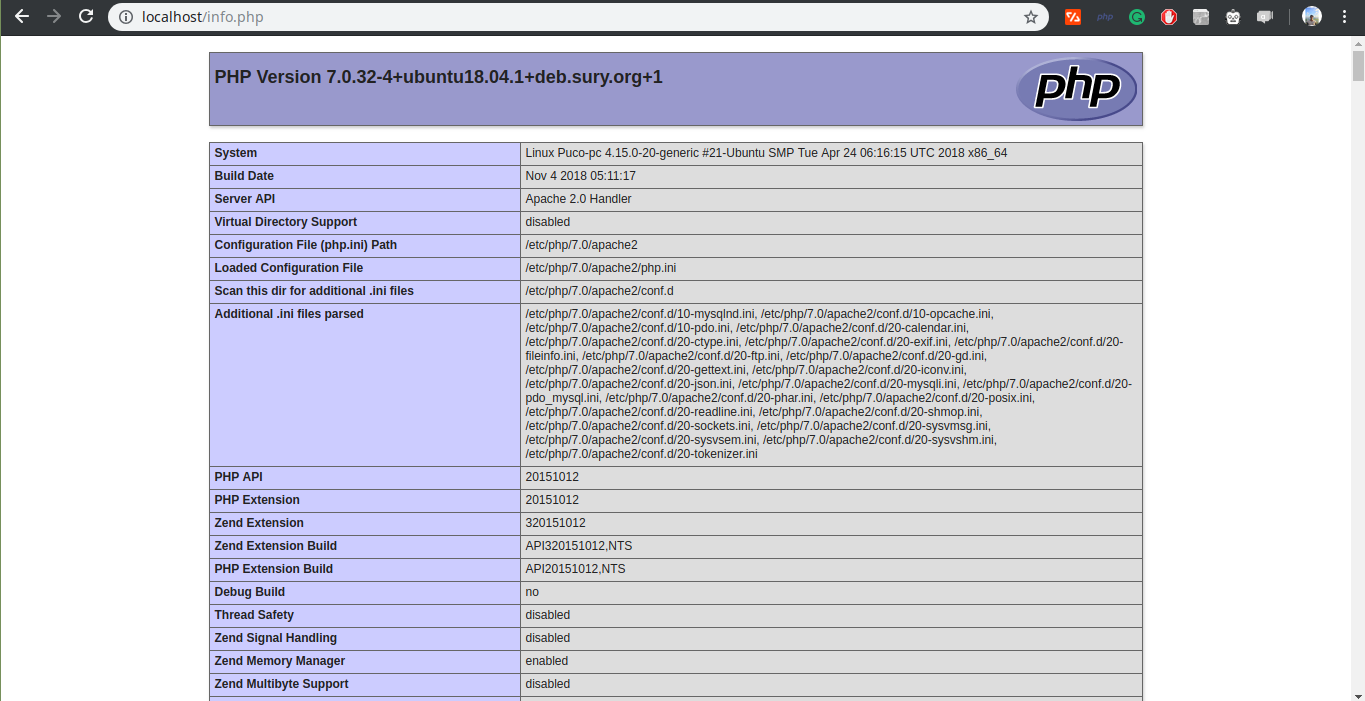 localhost/info.php
php
PHP Version 7.0.32-4+ubuntu18.04.1+deb.sury.org+1
php
System Linux Puco-pc 4.15.0-20-generic #21-Ubuntu SMP Tue Apr 24 06:16:15 UTC 2018 x86_64
Build Date Nov 4 2018 05:11:17
Server API Apache 2.0 Handler
Virtual Directory Support disabled
Configuration File (php.ini) Path /etc/php/7.0/apache2
Loaded Configuration File /etc/php/7.0/apache2/php.ini
Scan this dir for additional .ini files /etc/php/7.0/apache2/conf.d
Additional .ini files parsed /etc/php/7.0/apache2/conf.d/10-mysqlnd.ini, /etc/php/7.0/apache2/conf.d/10-opcache.ini,
/etc/php/7.0/apache2/conf.d/10-pdo.ini, /etc/php/7.0/apache2/conf.d/20-calendar.ini,
/etc/php/7.0/apache2/conf.d/20-ctype.ini, /etc/php/7.0/apache2/conf.d/20-exif.ini, /etc/php/7.0/apache2/conf.d/20-
fileinfo.ini, /etc/php/7.0/apache2/conf.d/20-ftp.ini, /etc/php/7.0/apache2/conf.d/20-gd.ini,
/etc/php/7.0/apache2/conf.d/20-gettext.ini, /etc/php/7.0/apache2/conf.d/20-iconv.ini,
/etc/php/7.0/apache2/conf.d/20-json.ini, /etc/php/7.0/apache2/conf.d/20-mysqli.ini, /etc/php/7.0/apache2/conf.d/20-
pdo_mysql.ini, /etc/php/7.0/apache2/conf.d/20-phar.ini, /etc/php/7.0/apache2/conf.d/20-posix.ini,
/etc/php/7.0/apache2/conf.d/20-readline.ini, /etc/php/7.0/apache2/conf.d/20-shmop.ini,
/etc/php/7.0/apache2/conf.d/20-sockets.ini, /etc/php/7.0/apache2/conf.d/20-sysvmsg.ini,
/etc/php/7.0/apache2/conf.d/20-sysvsem.ini, /etc/php/7.0/apache2/conf.d/20-sysvshm.ini,
/etc/php/7.0/apache2/conf.d/20-tokenizer.ini
PHP API 20151012
PHP Extension 20151012
Zend Extension 320151012
Zend Extension Build API320151012,NTS
PHP Extension Build API20151012,NTS
Debug Build no
Thread Safety disabled
Zend Signal Handling disabled
Zend Memory Manager enabled
Zend Multibyte Support disabled